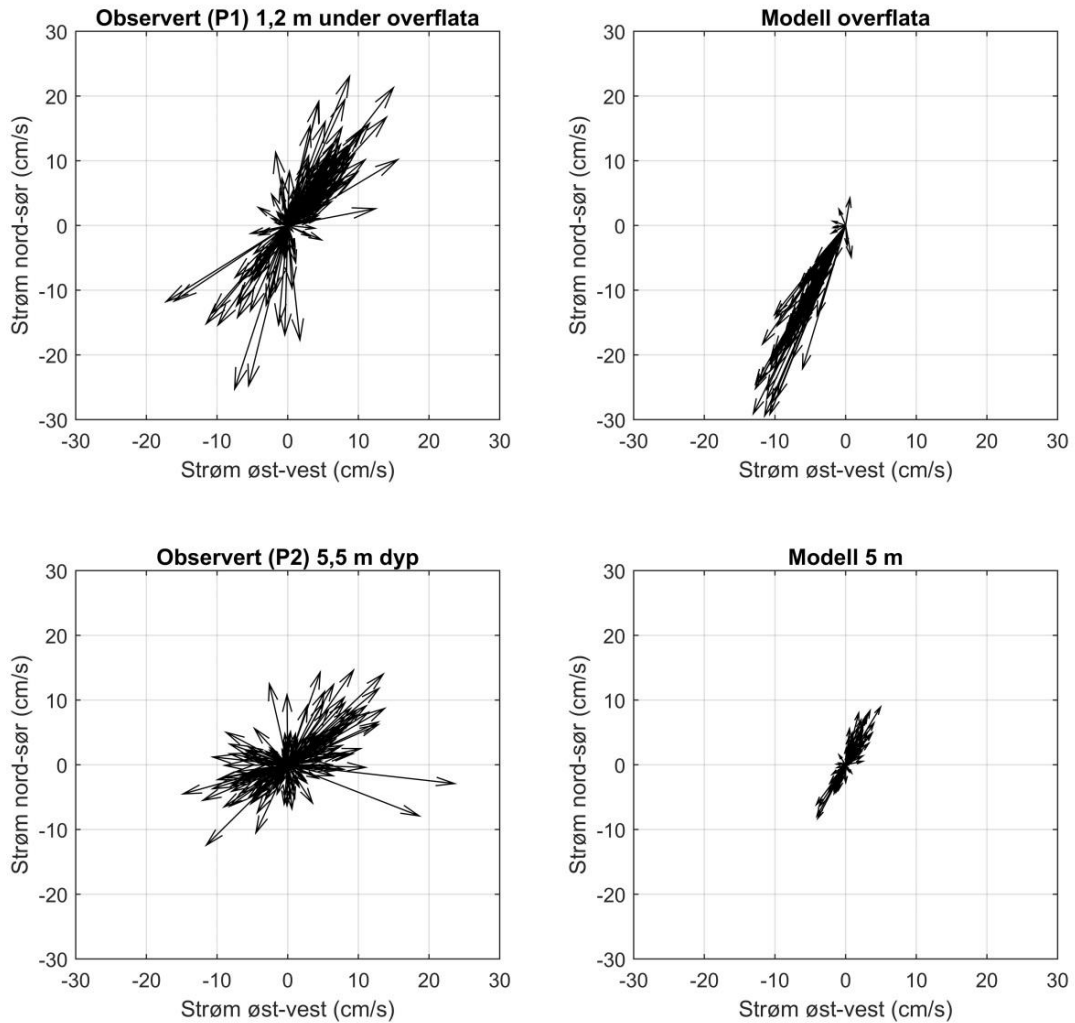 Observert (P1) 1,2 m under overflata
30
20
10
0
-10
-20
-30
Strøm nord-sør (cm/s)
-30 -20 -10 0 10 20 30
Strøm øst-vest (cm/s)
Modell overflata
30
20
10
0
-10
-20
-30
Strøm nord-sør (cm/s)
-30 -20 -10 0 10 20 30
Strøm øst-vest (cm/s)
Observert (P2) 5,5 m dyp
30
20
10
0
-10
-20
-30
Strøm nord-sør (cm/s)
-30 -20 -10 0 10 20 30
Strøm øst-vest (cm/s)
Modell 5 m
30
20
10
0
-10
-20
-30
Strøm nord-sør (cm/s)
-30 -20 -10 0 10 20 30
Strøm øst-vest (cm/s)